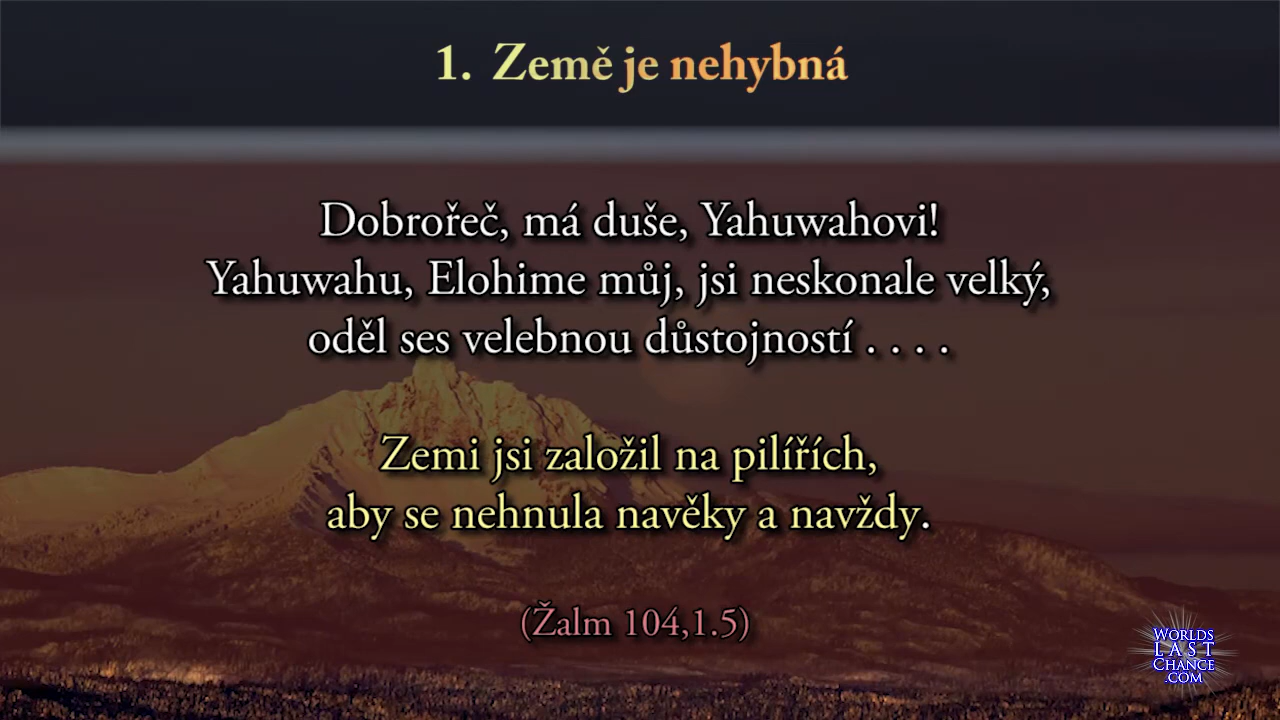 1. Země je nehybná
Dobrořeč, má duše, Yahuwahovi!
Yahuwahu, Elohime můj, jsi neskonale velký,
oděl ses velebnou důstojností . . . .
Zemi jsi založil na pilířích,
aby se nehnula navěky a navždy.
(Žalm 104,1.5)
WORLDS
LAST
CHANCE
.COM